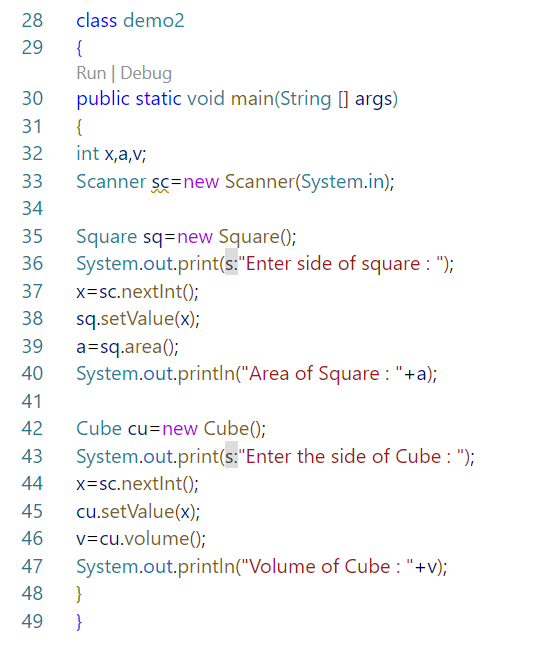 28 class demo2
29 {
Run | Debug
30 public static void main(String [] args)
31 {
32 int x,a,v;
33 Scanner sc=new Scanner(System.in);
34
35 Square sq=new Square();
36 System.out.print(s:"Enter side of square : ");
37 x=sc.nextInt();
38 sq.setValue(x);
39 a=sq.area();
40 System.out.println("Area of Square : "+a);
41
42 Cube cu=new Cube();
43 System.out.print(s:"Enter the side of Cube : ");
44 x=sc.nextInt();
45 cu.setValue(x);
46 v=cu.volume();
47 System.out.println("Volume of Cube : "+v);
48 }
49 }